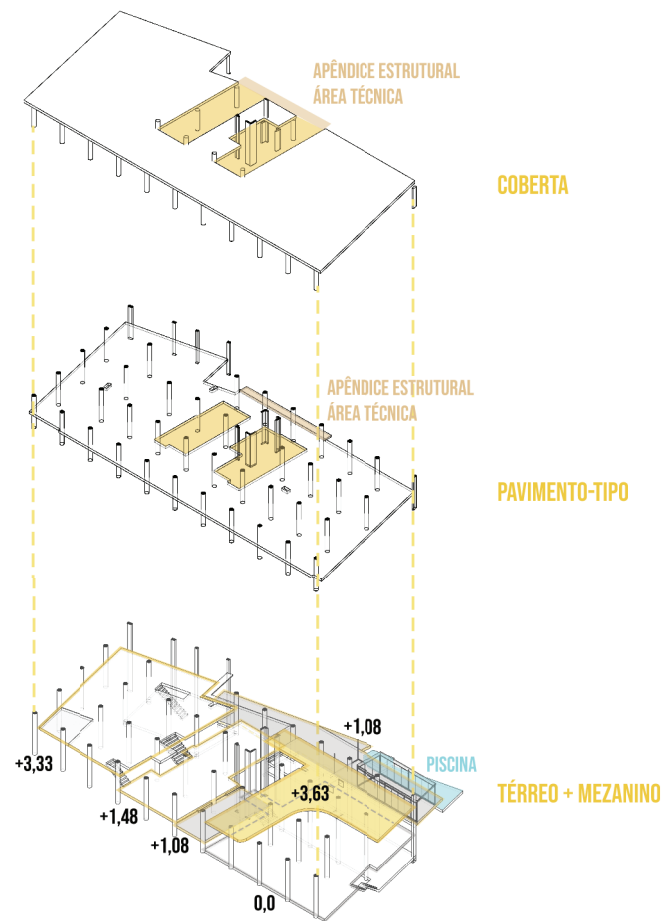 APÊNDICE ESTRUTURAL
ÁREA TÉCNICA
COBERTA
APÊNDICE ESTRUTURAL
ÁREA TÉCNICA
PAVIMENTO-TIPO
+1,08
PISCINA
+3,33
+3,63
TÉRREO + MEZANINO
+1,48
+1,08
0,0